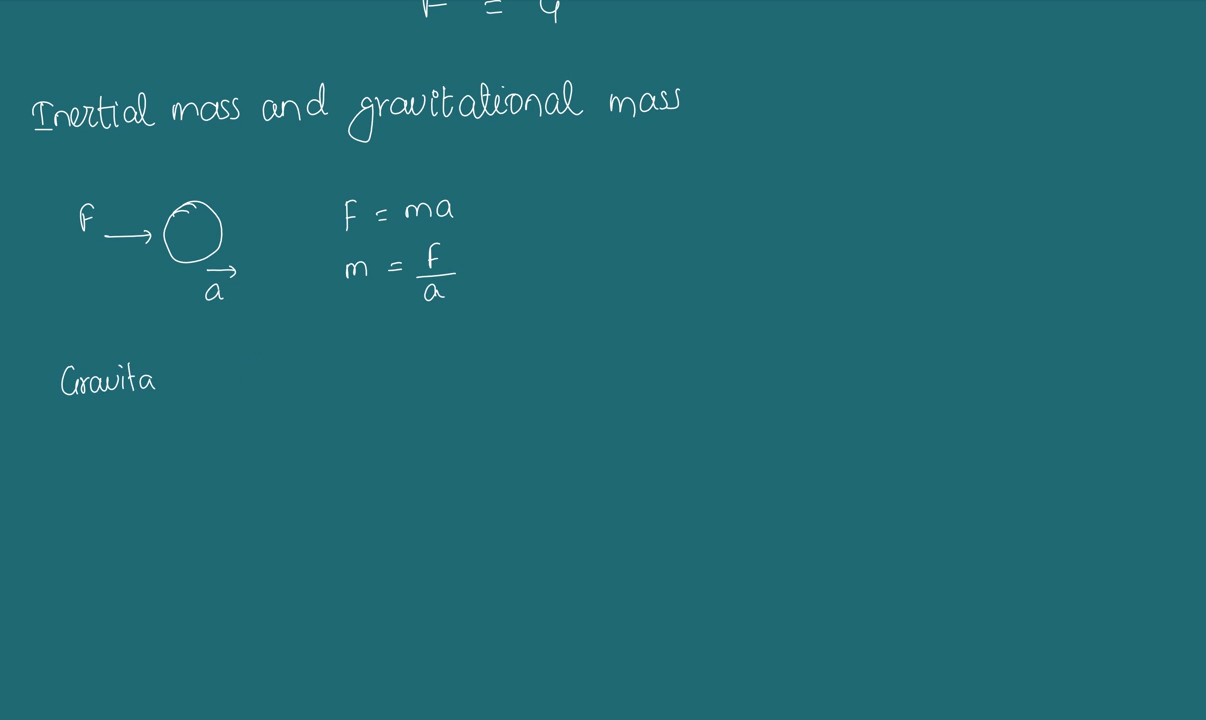 Inertial mass and gravitational mass
F
a
F = ma
m = F/a
Gravita